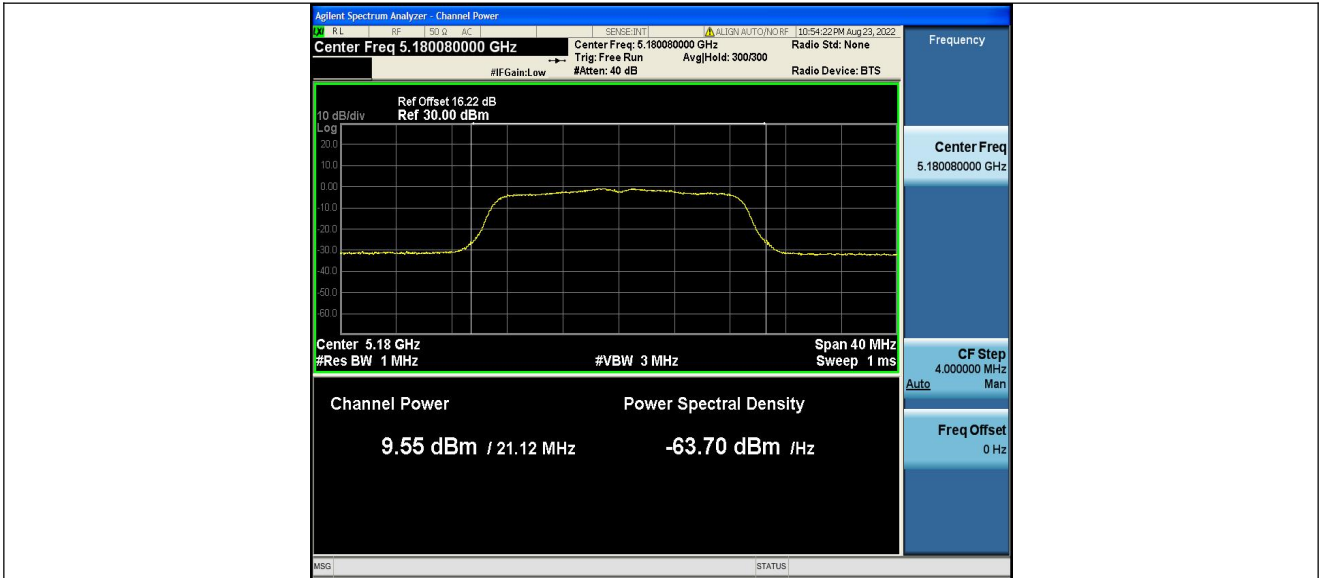 Agilent Spectrum Analyzer - Channel Power
LXI RL RF 50 Ω AC SENSE:INT ALIGN AUTO/NO RF 10:54:22 PM Aug 23, 2022
Center Freq 5.180080000 GHz
Center Freq: 5.180080000 GHz
Radio Std: None
Trig: Free Run Avg|Hold: 300/300
#IFGain:Low
#Atten: 40 dB
Radio Device: BTS
Ref Offset 16.22 dB
10 dB/div Ref 30.00 dBm
Log
20.0
10.0
0.00
-10.0
-20.0
-30.0
-40.0
-50.0
-60.0
Center 5.18 GHz Span 40 MHz
#Res BW 1 MHz #VBW 3 MHz Sweep 1 ms
Channel Power Power Spectral Density
9.55 dBm / 21.12 MHz -63.70 dBm /Hz
MSG STATUS
Frequency
Center Freq
5.180080000 GHz
CF Step
4.000000 MHz
Auto Man
Freq Offset
0 Hz